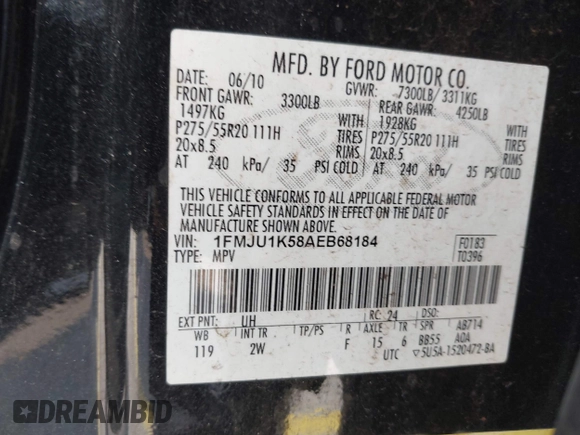 MFD. BY FORD MOTOR CO.
DATE: 06/10 GVWR: 7300LB/ 3311KG
FRONT GAWR: 3300LB REAR GAWR: 4250LB
1497KG 1928KG
P275/55R20 111H TIRES P275/55R20 111H TIRES
20x8.5 RIMS 20x8.5 RIMS
AT 240 kPa/ 35 PSI COLD AT 240 kPa/ 35 PSI COLD
THIS VEHICLE CONFORMS TO ALL APPLICABLE FEDERAL MOTOR
VEHICLE SAFETY STANDARDS IN EFFECT ON THE DATE OF
MANUFACTURE SHOWN ABOVE.
VIN: 1FMJU1K58AEB68184 F0183
TYPE: MPV T0396
EXT PNT: UH RC: 24 DSO:
WB INT TR TP/PS R AXLE TR SPR AB714
119 2W F 15 6 BB55 AOA
UTC 5U5A-1520472-BA
DREAMBID